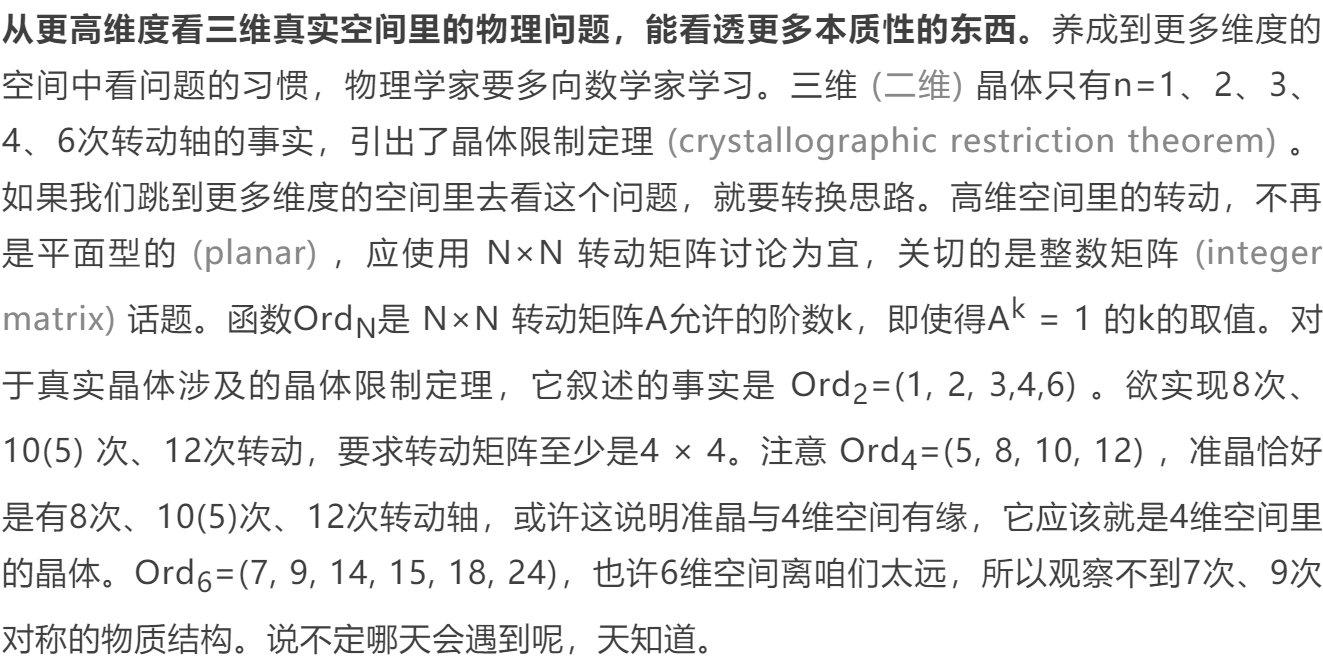 从更高维度看三维真实空间里的物理问题，能看透更多本质性的东西。养成到更多维度的
空间中看问题的习惯，物理学家要多向数学家学习。三维 (二维) 晶体只有n=1、2、3、
4、6次转动轴的事实，引出了晶体限制定理 (crystallographic restriction theorem) 。
如果我们跳到更多维度的空间里去看这个问题，就要转换思路。高维空间里的转动，不再
是平面型的 (planar) ，应使用 N×N 转动矩阵讨论为宜，关切的是整数矩阵 (integer
matrix) 话题。函数Ord_N是 N×N 转动矩阵A允许的阶数k，即使得A^k = 1 的k的取值。对
于真实晶体涉及的晶体限制定理，它叙述的事实是 Ord₂=(1, 2, 3,4,6) 。欲实现8次、
10(5) 次、12次转动，要求转动矩阵至少是4 × 4。注意 Ord₄=(5, 8, 10, 12) ，准晶恰好
是有8次、10(5)次、12次转动轴，或许这说明准晶与4维空间有缘，它应该就是4维空间里
的晶体。Ord₆=(7, 9, 14, 15, 18, 24)，也许6维空间离咱们太远，所以观察不到7次、9次
对称的物质结构。说不定哪天会遇到呢，天知道。